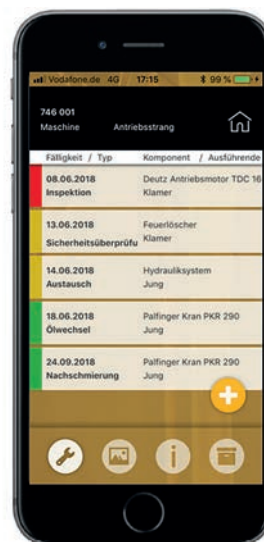 Vodafone.de 4G 17:15 99 %
746 001
Maschine Antriebsstrang
Fälligkeit / Typ Komponent / Ausführende
08.06.2018 Deutz Antriebsmotor TDC 16
Inspektion Klamer
13.06.2018 Feuerlöscher
Sicherheitsüberprüfu Klamer
14.06.2018 Hydrauliksystem
Austausch Jung
18.06.2018 Palfinger Kran PKR 290
Ölwechsel Jung
24.09.2018 Palfinger Kran PKR 290
Nachschmierung Jung